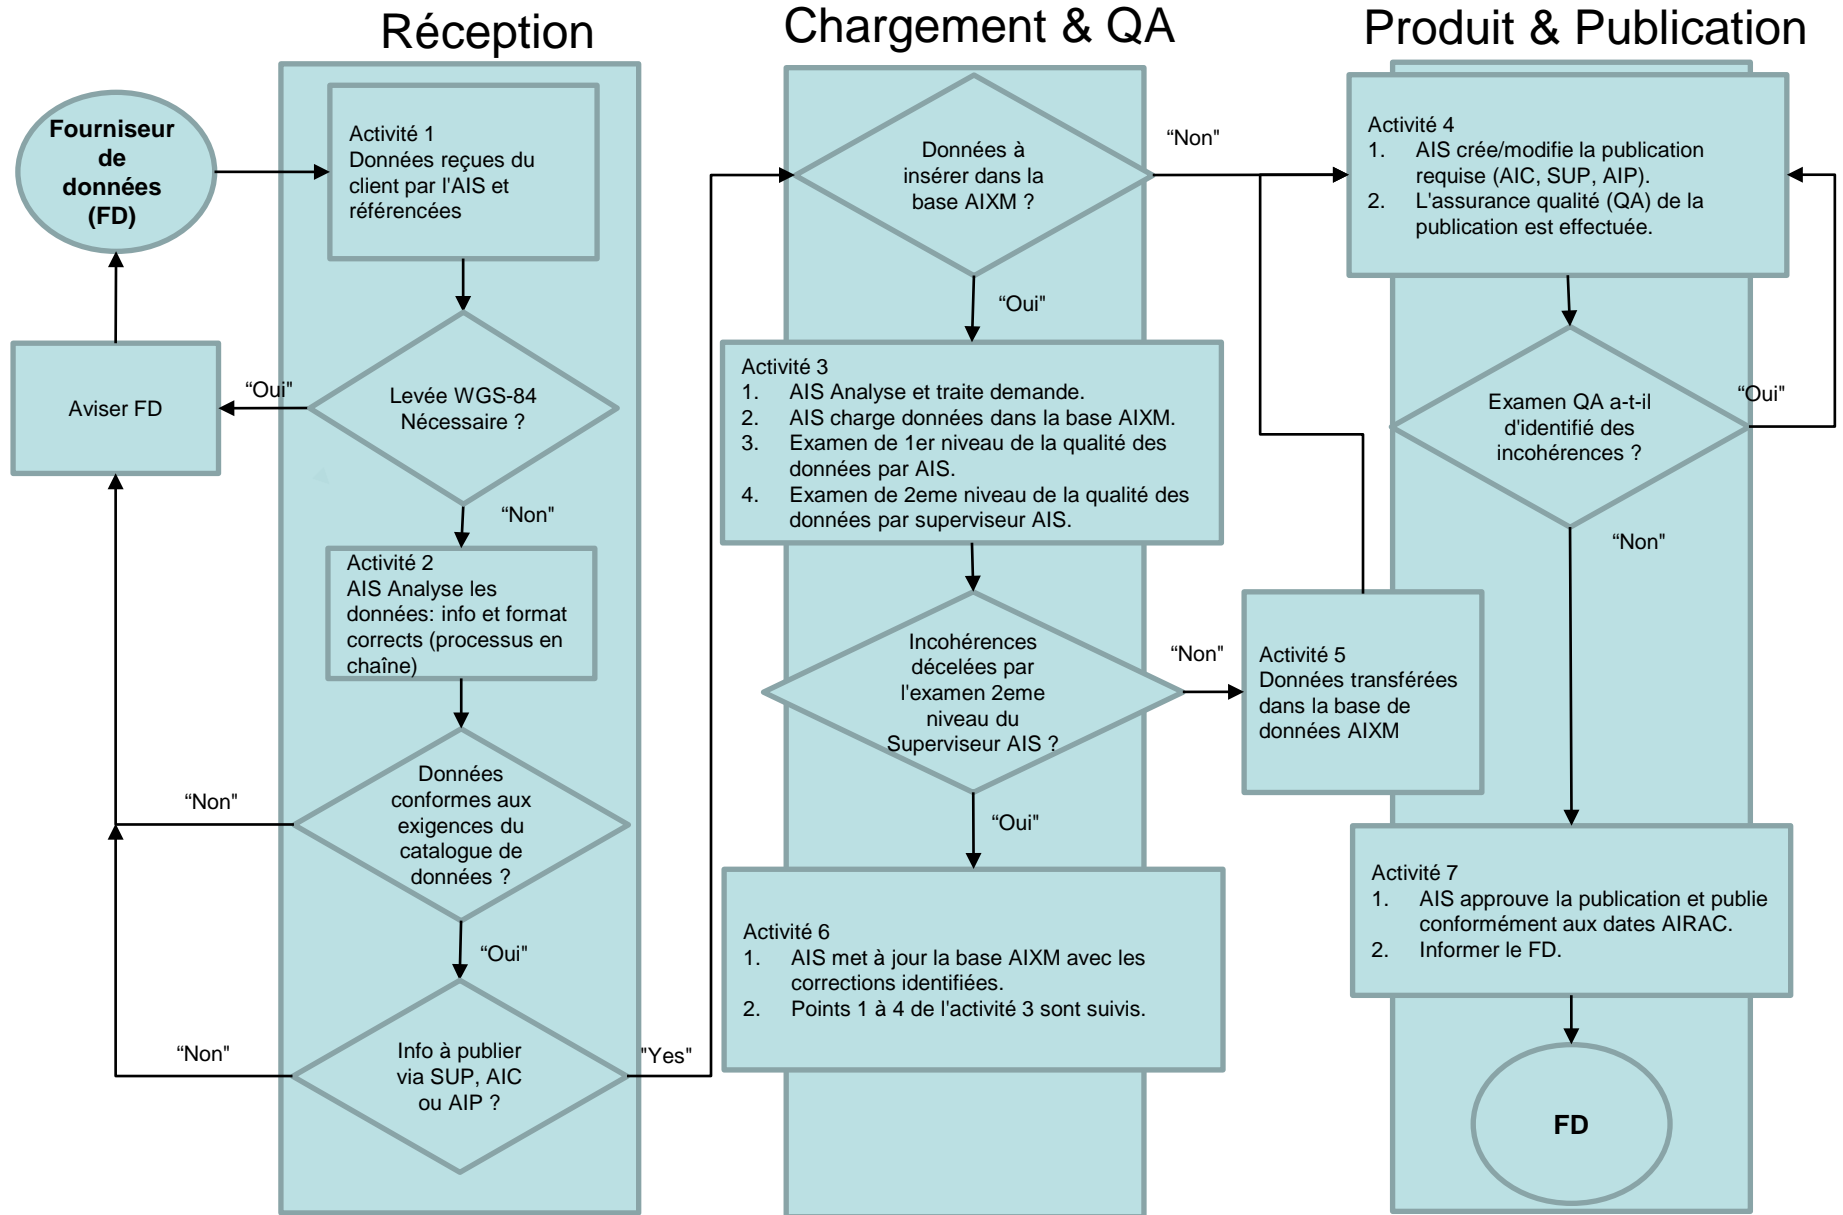 Réception
Chargement & QA
Produit & Publication
Fourniseur
de
données
(FD)
Activité 1
Données reçues du
client par l'AIS et
référencées
Levée WGS-84
Nécessaire ?
“Oui"
Aviser FD
“Non"
Activité 2
AIS Analyse les
données: info et format
corrects (processus en
chaîne)
Données
conformes aux
exigences du
catalogue de
données ?
“Non"
“Oui"
Info à publier
via SUP, AIC
ou AIP ?
“Non"
"Yes"
Données à
insérer dans la
base AIXM ?
“Non"
“Oui"
Activité 3
1. AIS Analyse et traite demande.
2. AIS charge données dans la base AIXM.
3. Examen de 1er niveau de la qualité des
données par AIS.
4. Examen de 2eme niveau de la qualité des
données par superviseur AIS.
Incohérences
décelées par
l'examen 2eme
niveau du
Superviseur AIS ?
“Non"
“Oui"
Activité 5
Données transférées
dans la base de
données AIXM
Activité 6
1. AIS met à jour la base AIXM avec les
corrections identifiées.
2. Points 1 à 4 de l'activité 3 sont suivis.
Activité 4
1. AIS crée/modifie la publication
requise (AIC, SUP, AIP).
2. L'assurance qualité (QA) de la
publication est effectuée.
Examen QA a-t-il
d'identifié des
incohérences ?
“Oui"
“Non"
Activité 7
1. AIS approuve la publication et publie
conformément aux dates AIRAC.
2. Informer le FD.
FD